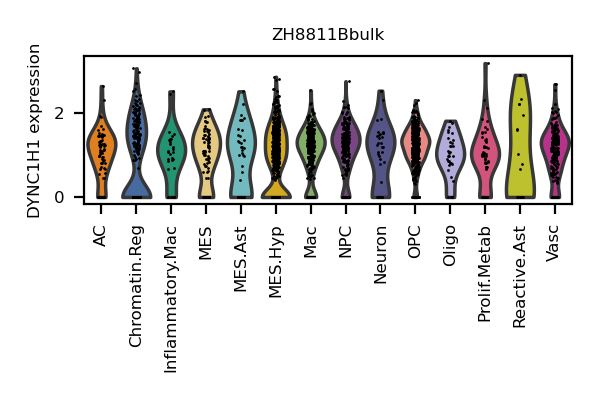 ZH8811Bbulk
DYNC1H1 expression
2
0
AC
Chromatin.Reg
Inflammatory.Mac
MES
MES.Ast
MES.Hyp
Mac
NPC
Neuron
OPC
Oligo
Prolif.Metab
Reactive.Ast
Vasc